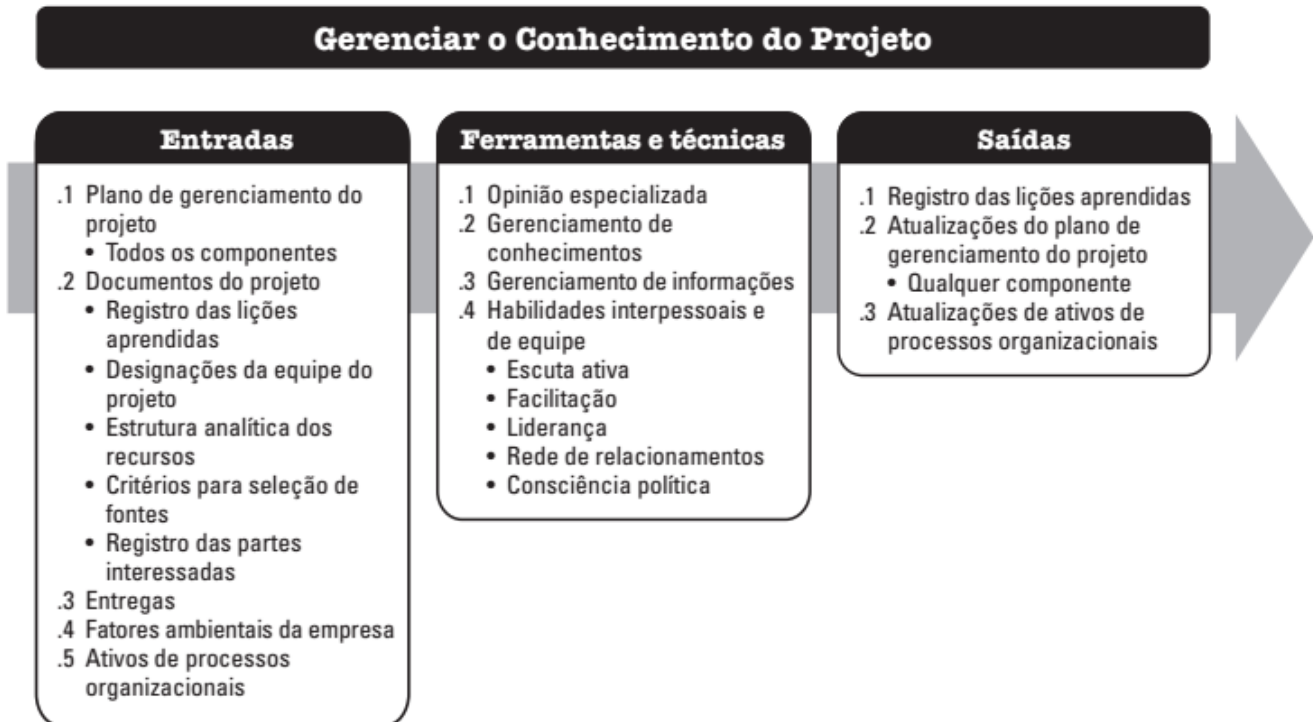 Gerenciar o Conhecimento do Projeto
Entradas
.1 Plano de gerenciamento do
projeto
• Todos os componentes
.2 Documentos do projeto
• Registro das lições
aprendidas
• Designações da equipe do
projeto
• Estrutura analítica dos
recursos
• Critérios para seleção de
fontes
• Registro das partes
interessadas
.3 Entregas
.4 Fatores ambientais da empresa
.5 Ativos de processos
organizacionais
Ferramentas e técnicas
.1 Opinião especializada
.2 Gerenciamento de
conhecimentos
.3 Gerenciamento de informações
.4 Habilidades interpessoais e
de equipe
• Escuta ativa
• Facilitação
• Liderança
• Rede de relacionamentos
• Consciência política
Saídas
.1 Registro das lições aprendidas
.2 Atualizações do plano de
gerenciamento do projeto
• Qualquer componente
.3 Atualizações de ativos de
processos organizacionais